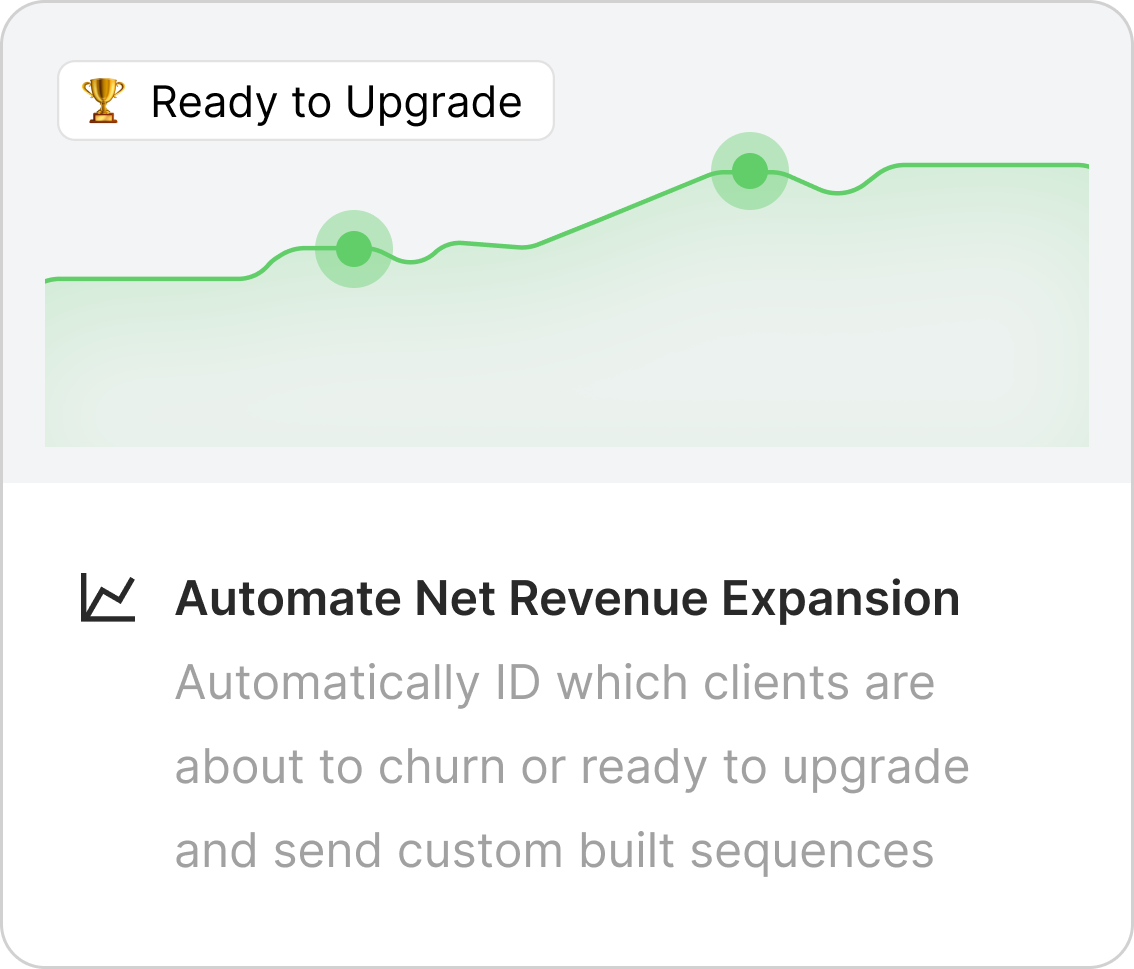 🏆 Ready to Upgrade
Automate Net Revenue Expansion
Automatically ID which clients are
about to churn or ready to upgrade
and send custom built sequences